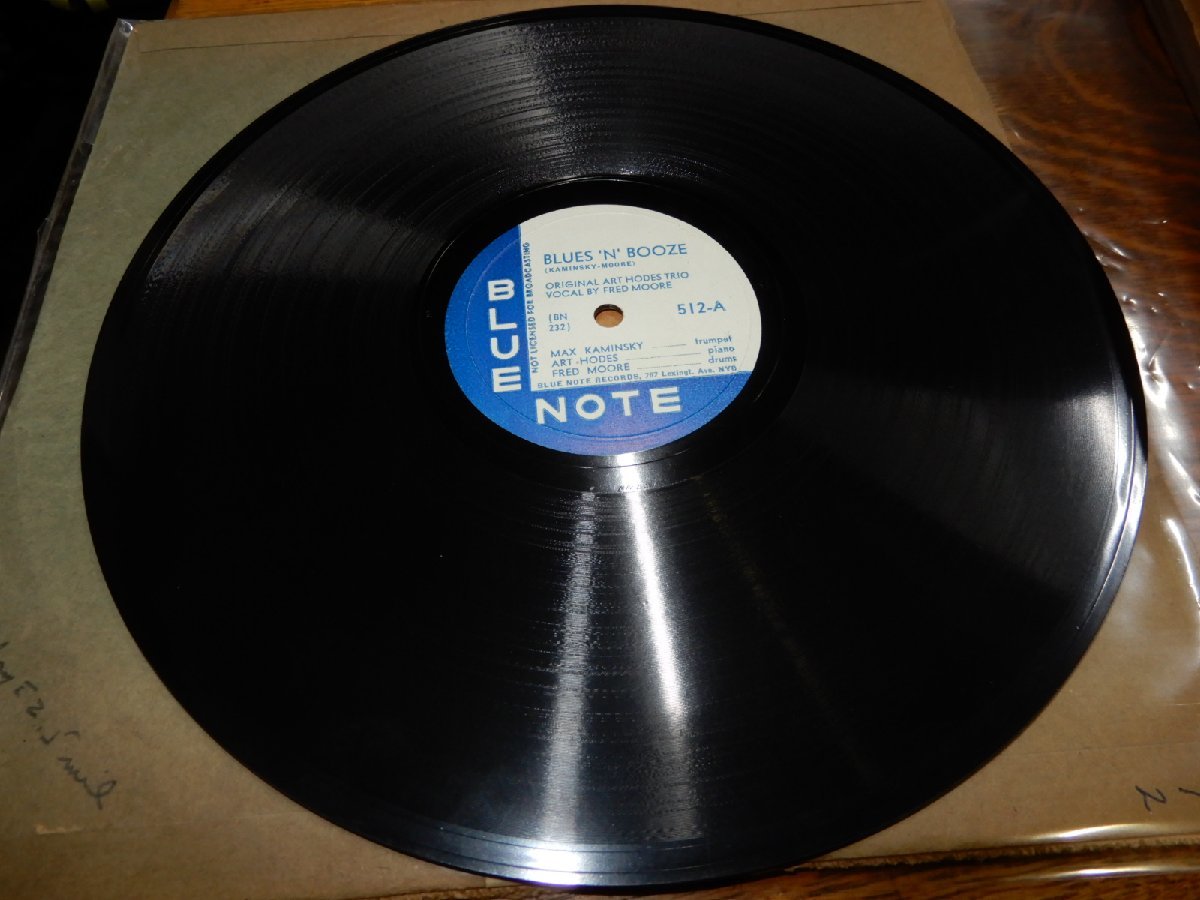 BLUES 'N' BOOZE
(KAMINSKY-MOORE)
ORIGINAL ART HODES TRIO
VOCAL BY FRED MOORE
(BN
232)
512-A
MAX KAMINSKY trumpet
ART HODES piano
FRED MOORE drums
BLUE NOTE RECORDS, 767 Lexingt. Ave. NYC
NOT LICENSED FOR BROADCASTING
BLUE
NOTE